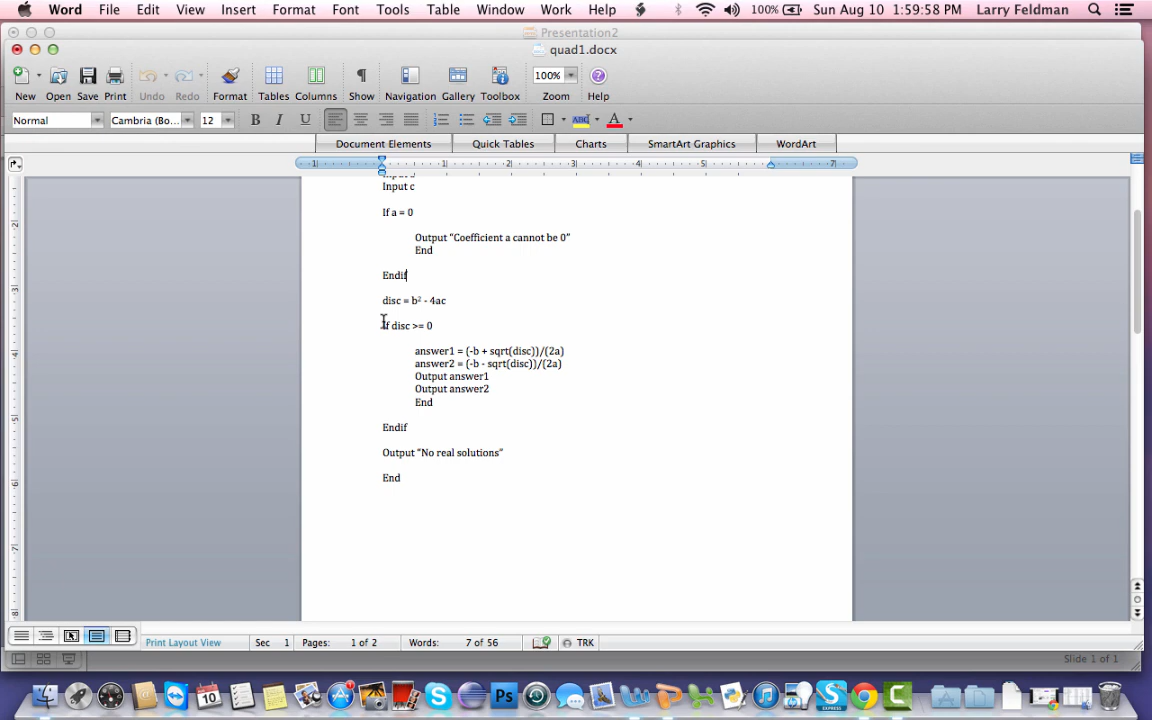 Word File Edit View Insert Format Font Tools Table Window Work Help 100% Sun Aug 10 1:59:58 PM Larry Feldman
Presentation2
quad1.docx
100%
New Open Save Print Undo Redo Format Tables Columns Show Navigation Gallery Toolbox Zoom Help
Normal Cambria (Bo... 12 B I U ABC A
Document Elements Quick Tables Charts SmartArt Graphics WordArt
Input c
If a = 0
Output “Coefficient a cannot be 0”
End
Endif
disc = b² - 4ac
If disc >= 0
answer1 = (-b + sqrt(disc))/(2a)
answer2 = (-b - sqrt(disc))/(2a)
Output answer1
Output answer2
End
Endif
Output “No real solutions”
End
Print Layout View Sec 1 Pages: 1 of 2 Words: 7 of 56 TRK
Slide 1 of 1